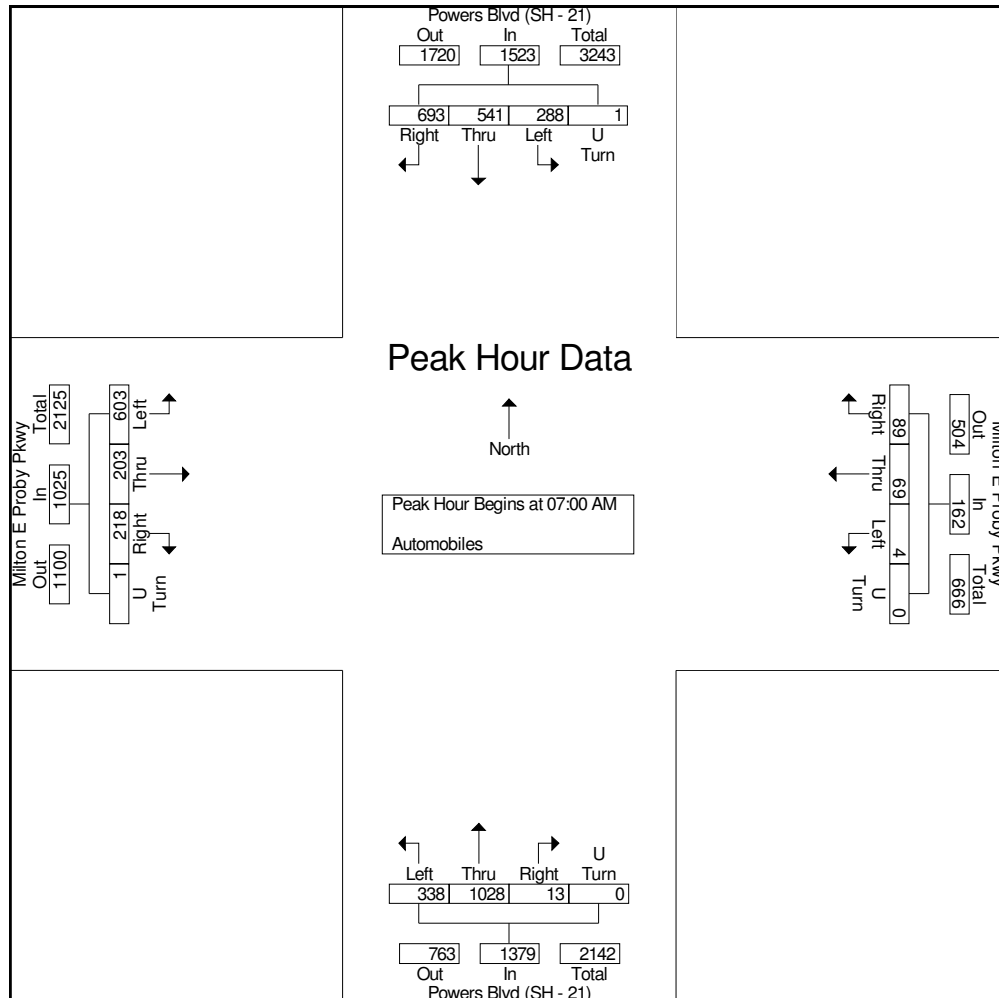 Powers Blvd (SH - 21)
Out In Total
1720 1523 3243
693 541 288 1
Right Thru Left U
Turn
Peak Hour Data
North
Peak Hour Begins at 07:00 AM
Automobiles
Milton E Proby Pkwy
Out In Total
1100 1025 2125
Left Thru Right U
Turn
603 203 218 1
Milton E Proby Pkwy
Out In Total
504 162 666
Right Thru Left U
Turn
89 69 4 0
U
Left Thru Right Turn
338 1028 13 0
763 1379 2142
Out In Total
Powers Blvd (SH - 21)